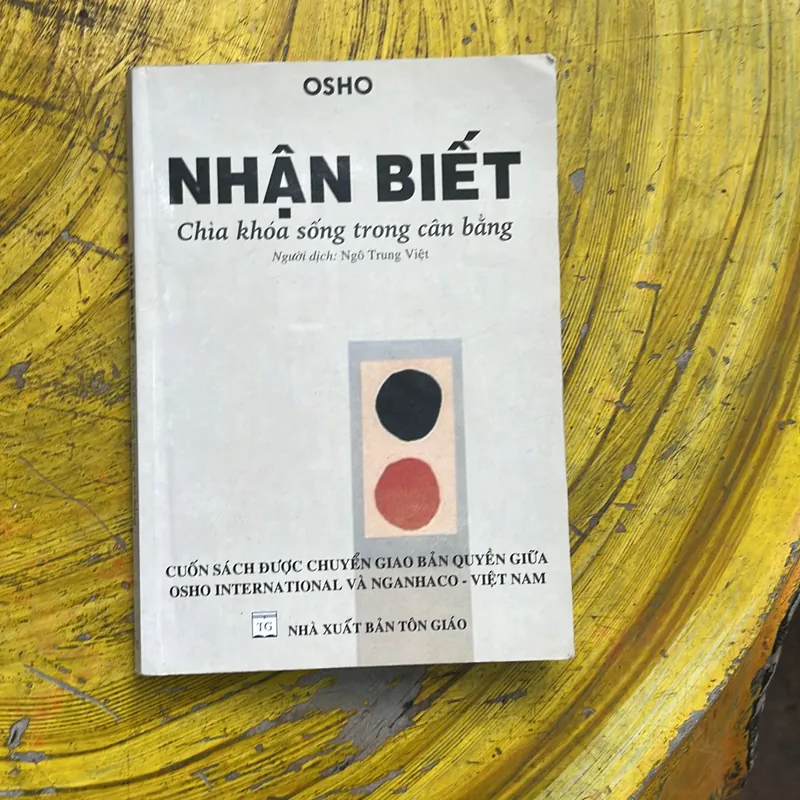 OSHO
NHẬN BIẾT
Chìa khóa sống trong cân bằng
Người dịch: Ngô Trung Việt
CUỐN SÁCH ĐƯỢC CHUYỂN GIAO BẢN QUYỀN GIỮA
OSHO INTERNATIONAL VÀ NGANHACO - VIỆT NAM
TG NHÀ XUẤT BẢN TÔN GIÁO